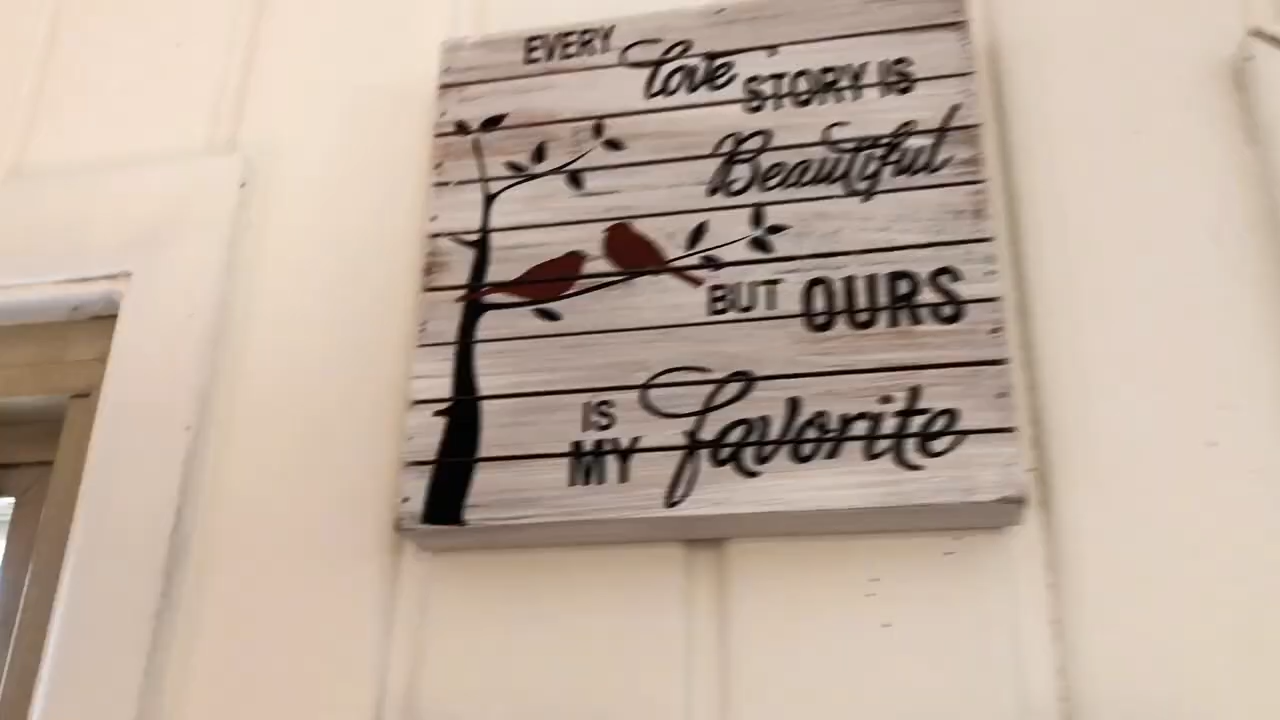 EVERY love STORY IS
Beautiful
BUT OURS
IS
MY favorite